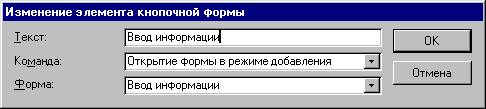 Изменение элемента кнопочной формы
Текст: Ввод информации OK
Команда: Открытие формы в режиме добавления
Отмена
Форма: Ввод информации